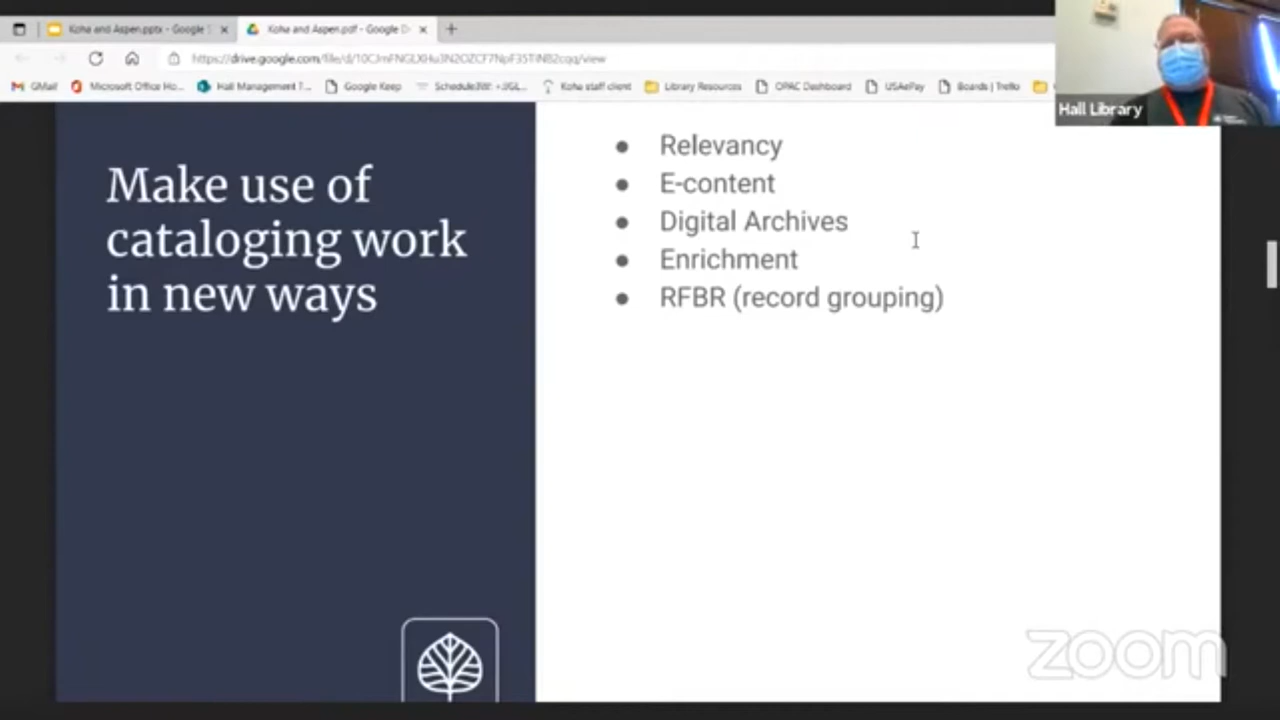 Koha and Aspen.pptx - Google S
Koha and Aspen.pdf - Google D
GMail
Microsoft Office Ho...
Hall Management T...
Google Keep
Koha staff client
Library Resources
OPAC Dashboard
USAePay
Boards | Trello
Hall Library
Make use of
cataloging work
in new ways
● Relevancy
● E-content
● Digital Archives
● Enrichment
● RFBR (record grouping)
zoom